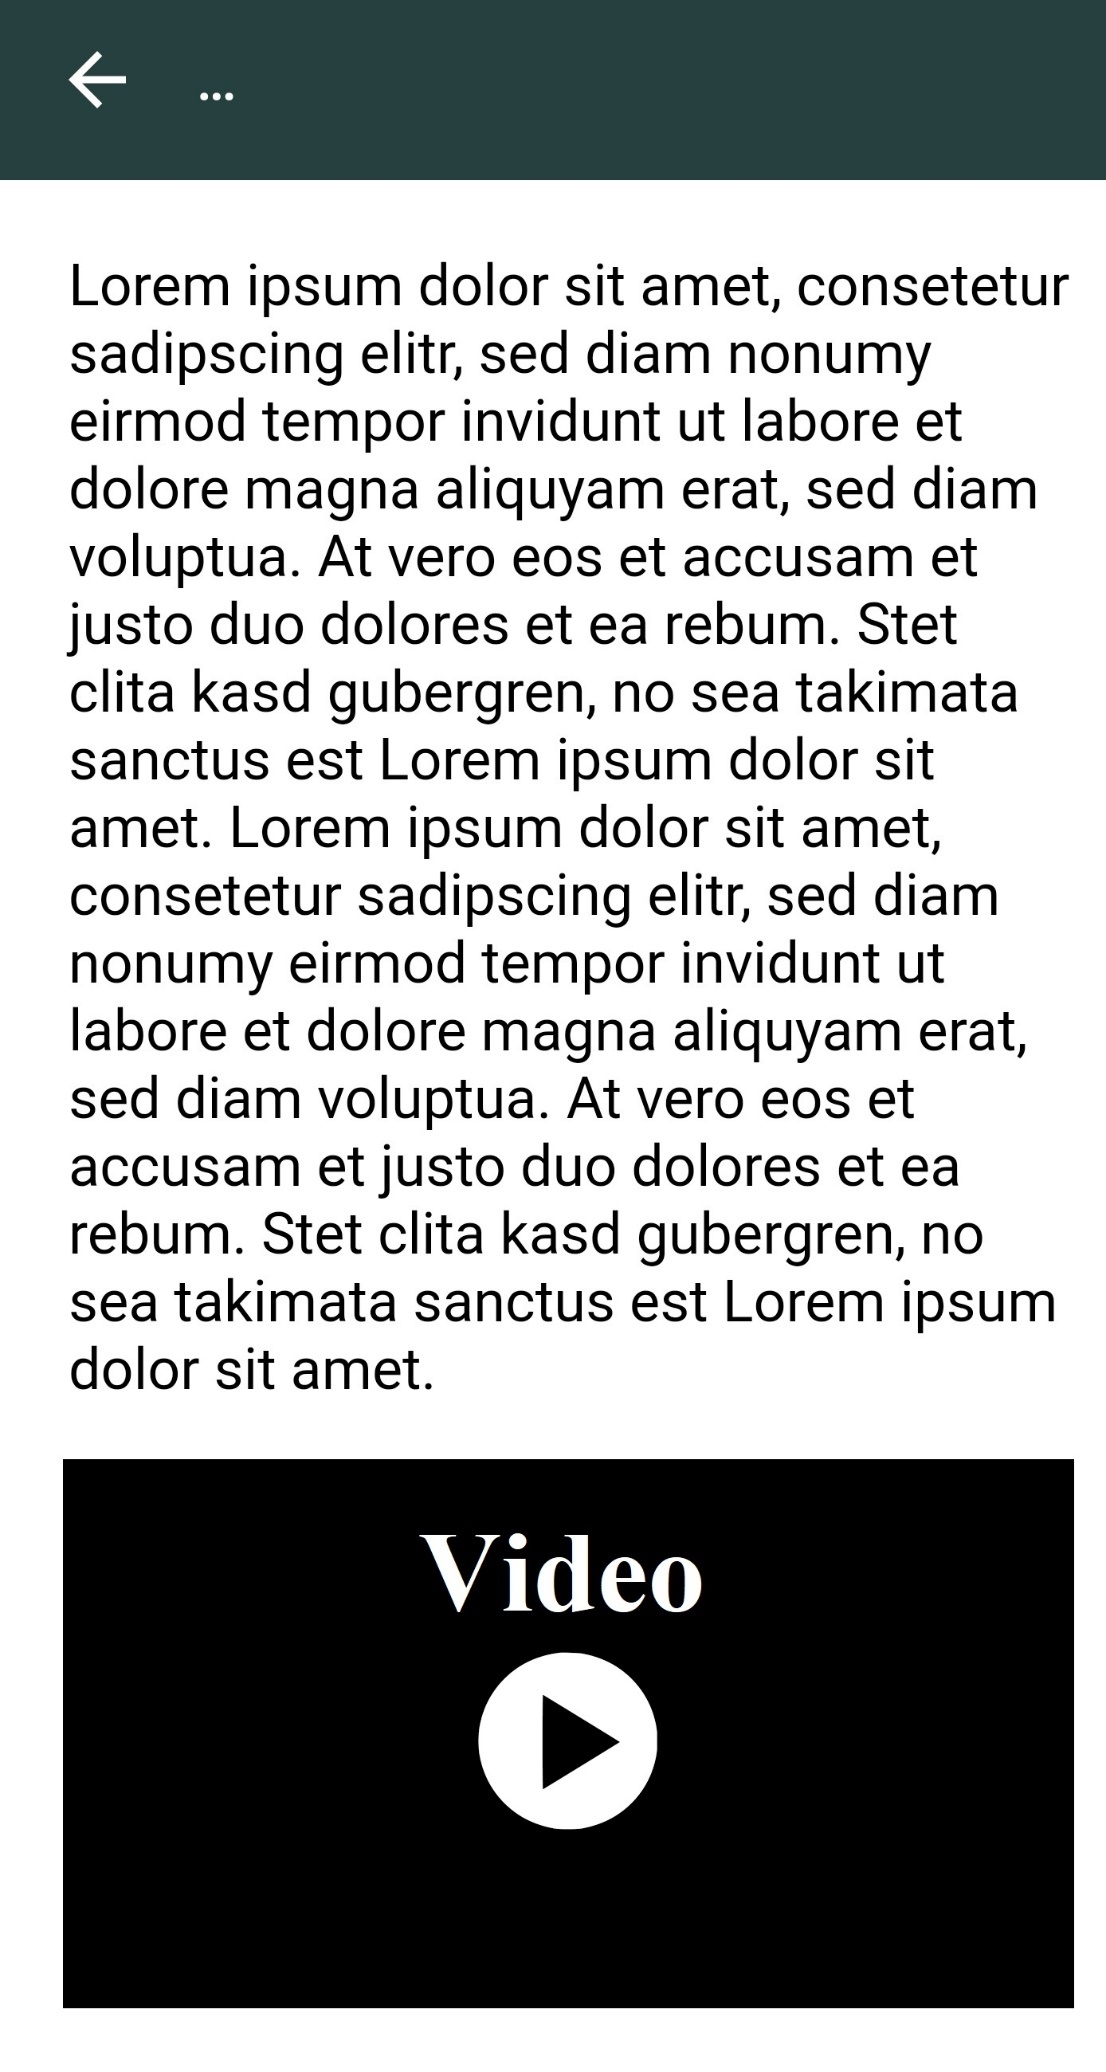 ...
Lorem ipsum dolor sit amet, consetetur
sadipscing elitr, sed diam nonumy
eirmod tempor invidunt ut labore et
dolore magna aliquyam erat, sed diam
voluptua. At vero eos et accusam et
justo duo dolores et ea rebum. Stet
clita kasd gubergren, no sea takimata
sanctus est Lorem ipsum dolor sit
amet. Lorem ipsum dolor sit amet,
consetetur sadipscing elitr, sed diam
nonumy eirmod tempor invidunt ut
labore et dolore magna aliquyam erat,
sed diam voluptua. At vero eos et
accusam et justo duo dolores et ea
rebum. Stet clita kasd gubergren, no
sea takimata sanctus est Lorem ipsum
dolor sit amet.
Video